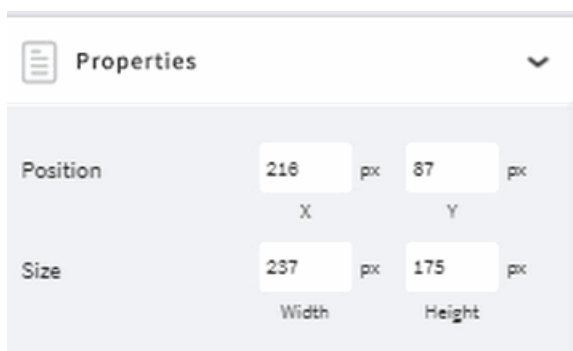 Properties
Position 216 px 87 px
X Y
Size 237 px 175 px
Width Height